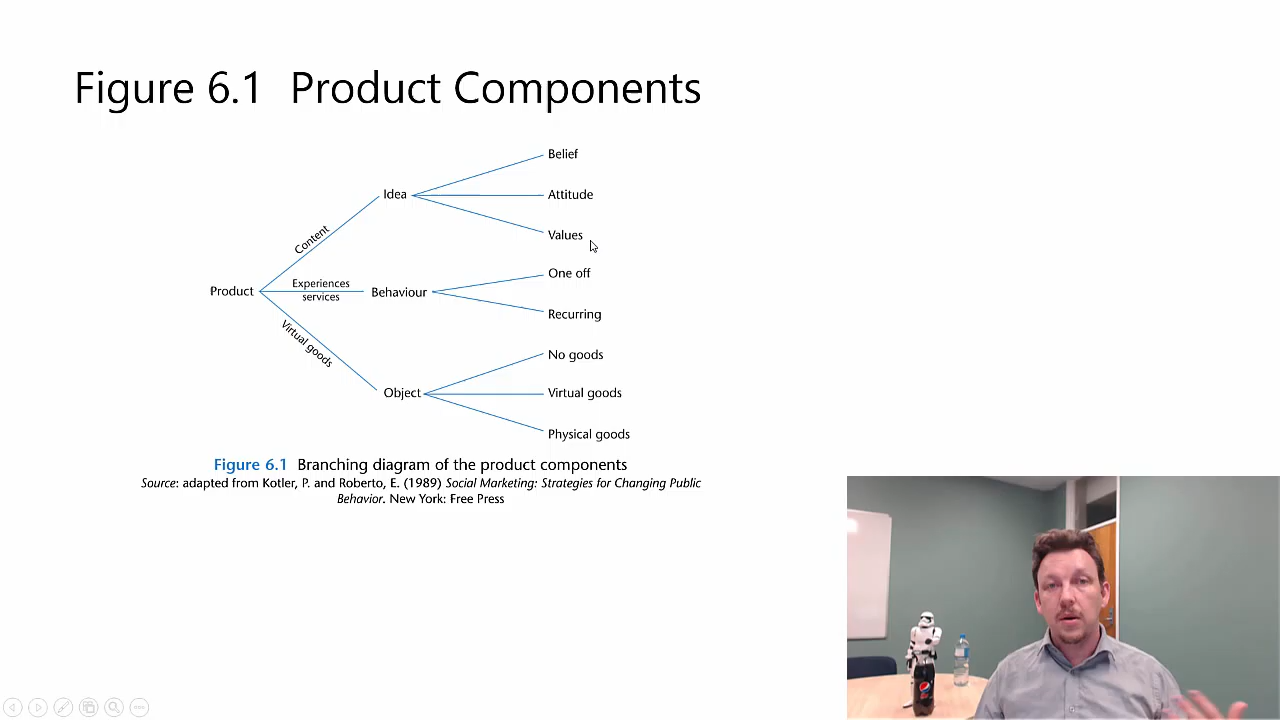 Figure 6.1 Product Components
Belief
Idea
Attitude
Content
Values
Experiences
One off
Product
services
Behaviour
Recurring
Virtual goods
No goods
Object
Virtual goods
Physical goods
Figure 6.1 Branching diagram of the product components
Source: adapted from Kotler, P. and Roberto, E. (1989) Social Marketing: Strategies for Changing Public
Behavior. New York: Free Press